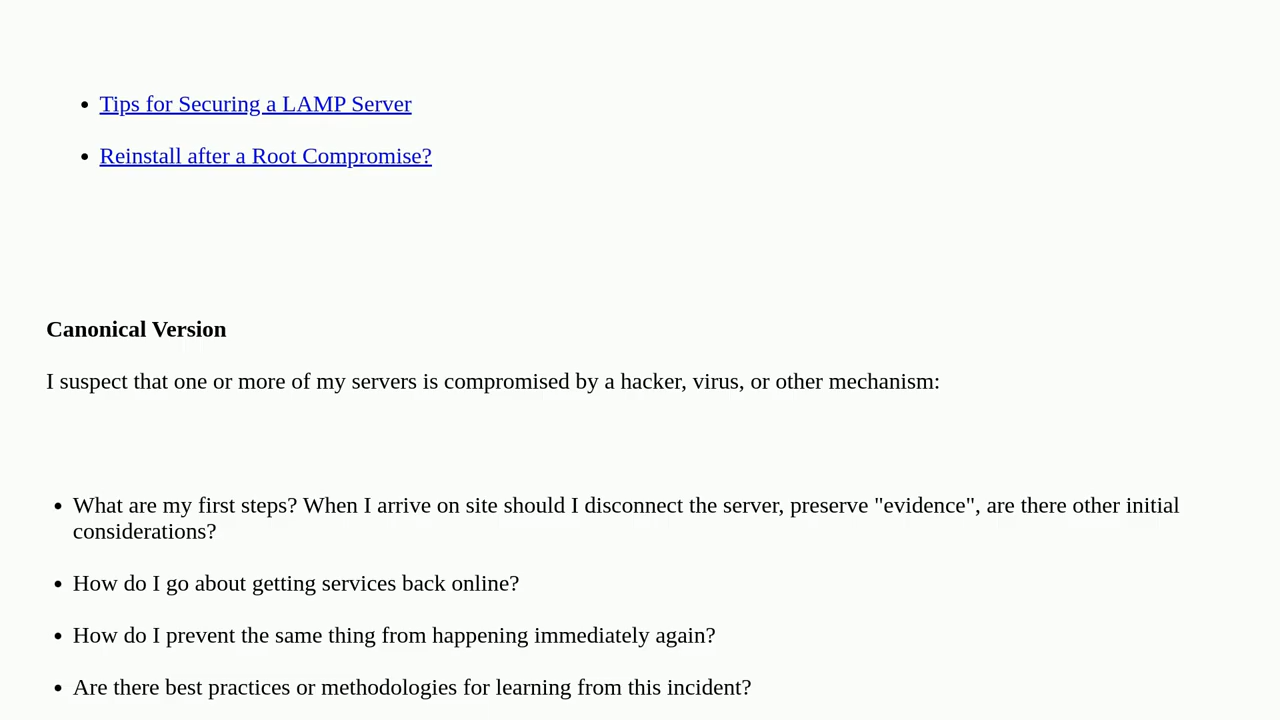 Tips for Securing a LAMP Server
Reinstall after a Root Compromise?
Canonical Version
I suspect that one or more of my servers is compromised by a hacker, virus, or other mechanism:
What are my first steps? When I arrive on site should I disconnect the server, preserve "evidence", are there other initial
considerations?
How do I go about getting services back online?
How do I prevent the same thing from happening immediately again?
Are there best practices or methodologies for learning from this incident?